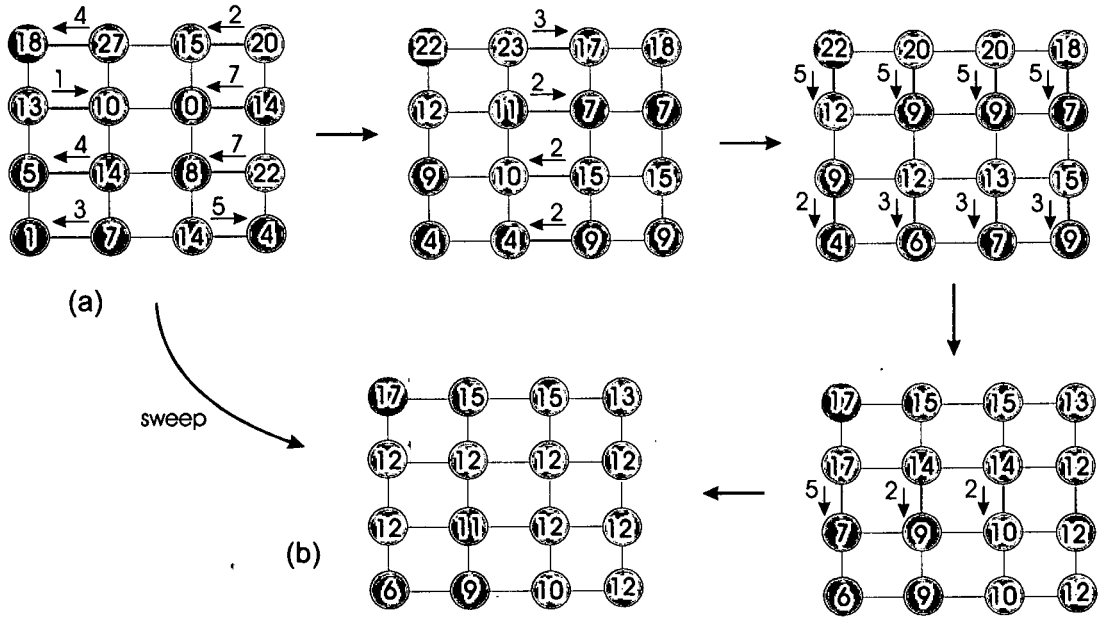 4 2
18 27 15 20
1 7
13 10 0 14
4 7
5 14 8 22
3 5
1 7 14 4
(a)
3
22 23 17 18
2
12 11 7 7
2
9 10 15 15
2
4 4 9 9
22 20 20 18
5 5 5 5
12 9 9 7
9 12 13 15
2 3 3 3
4 6 7 9
17 15 15 13
17 14 14 12
5 2 2
7 9 10 12
6 9 10 12
sweep
17 15 15 13
12 12 12 12
12 11 12 12
(b)
6 9 10 12